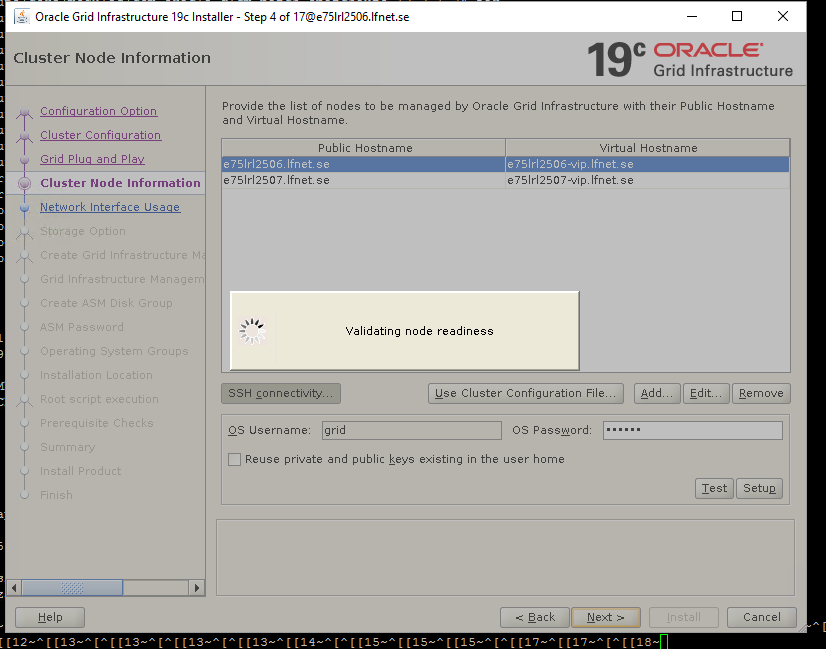 Oracle Grid Infrastructure 19c Installer - Step 4 of 17@e75lrl2506.lfnet.se
Cluster Node Information
19c ORACLE
Grid Infrastructure
Configuration Option
Cluster Configuration
Grid Plug and Play
Cluster Node Information
Network Interface Usage
Storage Option
Create Grid Infrastructure Ma
Grid Infrastructure Managem
Create ASM Disk Group
ASM Password
Operating System Groups
Installation Location
Root script execution
Prerequisite Checks
Summary
Install Product
Finish
Provide the list of nodes to be managed by Oracle Grid Infrastructure with their Public Hostname
and Virtual Hostname.
Public Hostname Virtual Hostname
e75lrl2506.lfnet.se e75lrl2506-vip.lfnet.se
e75lrl2507.lfnet.se e75lrl2507-vip.lfnet.se
Validating node readiness
SSH connectivity... Use Cluster Configuration File... Add... Edit... Remove
OS Username: grid OS Password: ••••••
Reuse private and public keys existing in the user home
Test Setup
Help < Back Next > Install Cancel
[[12~^[[13~^[^[[13~^[^[[13~^[^[[13~^[[14~^[^[[15~^[[15~^[[15~^[^[[17~^[[17~^[^[[18~